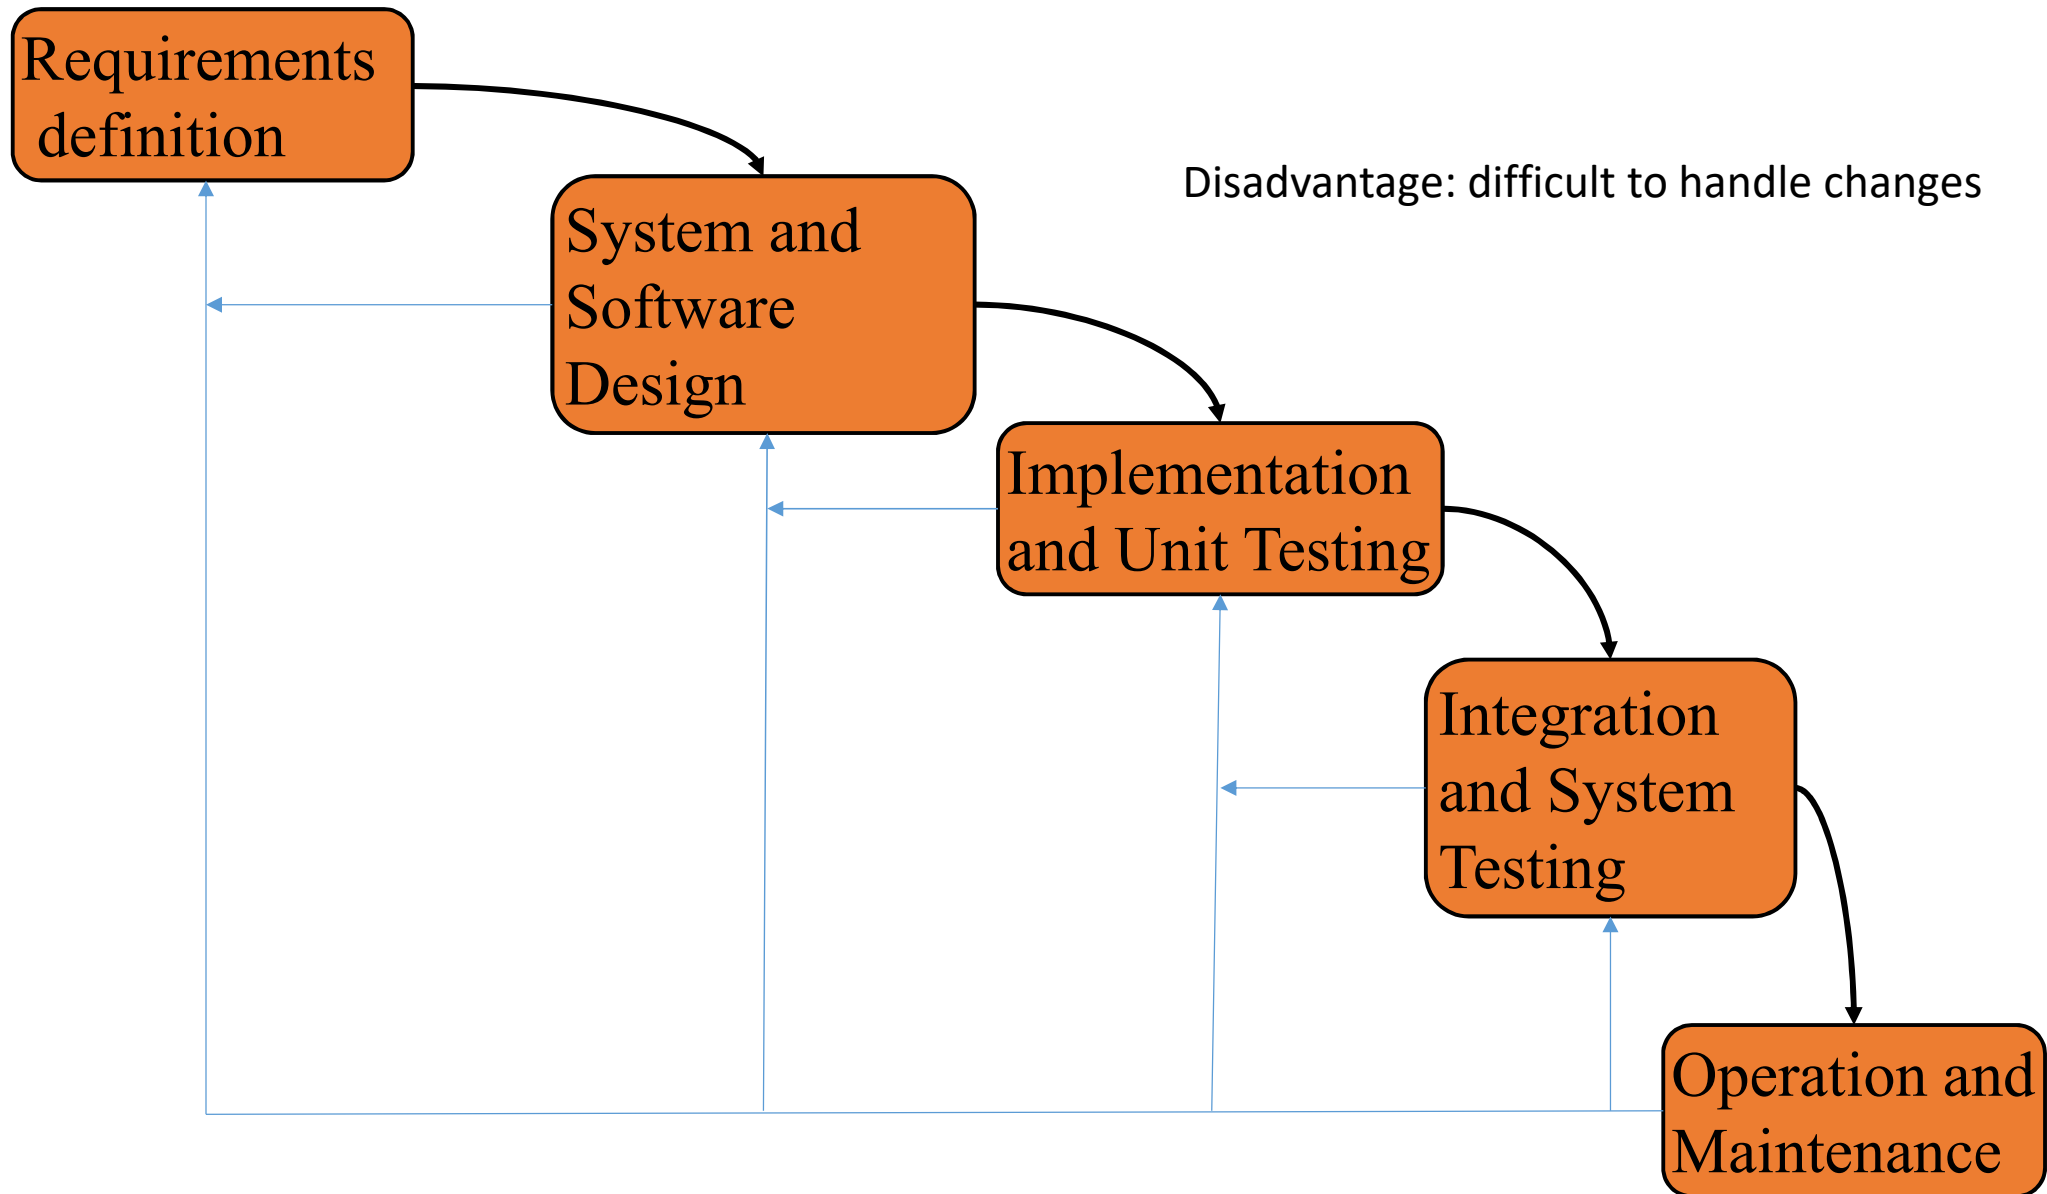 Requirements
definition
Disadvantage: difficult to handle changes
System and
Software
Design
Implementation
and Unit Testing
Integration
and System
Testing
Operation and
Maintenance